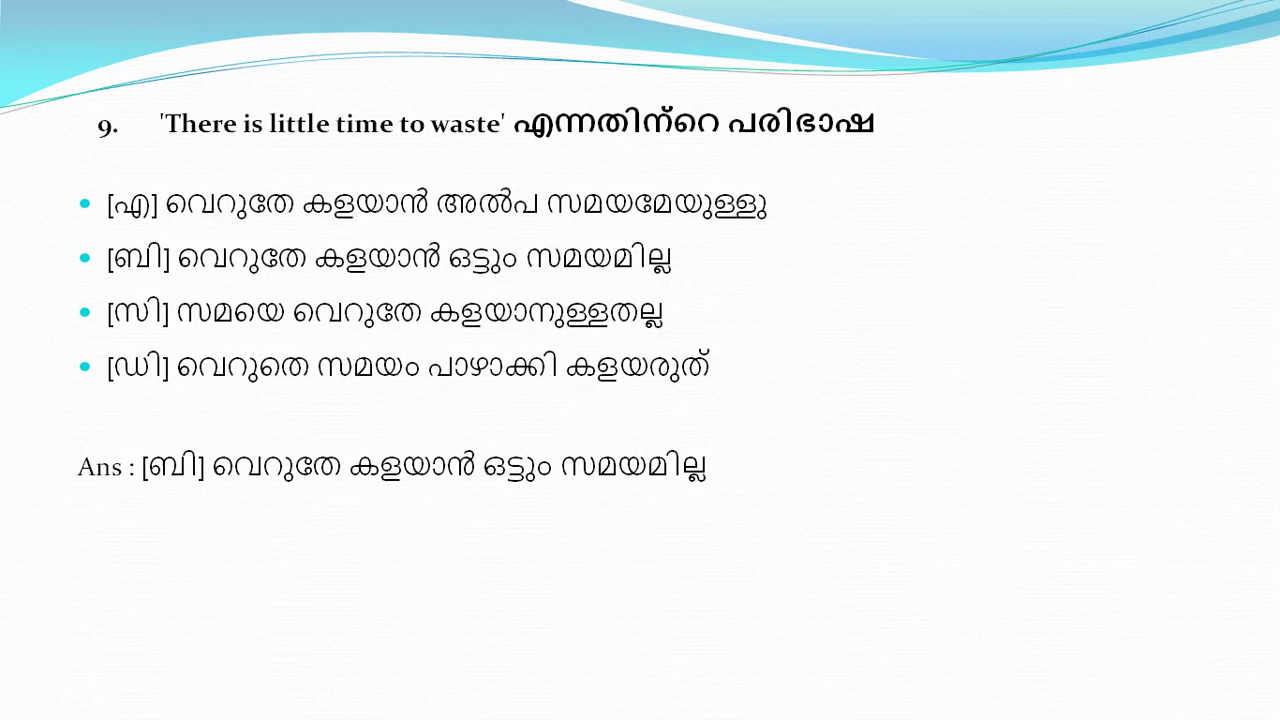 9. 'There is little time to waste' എന്നതിന്റെ പരിഭാഷ
• [എ] വെറുതേ കളയാൻ അൽപ സമയമേയുള്ളു
• [ബി] വെറുതേ കളയാൻ ഒട്ടും സമയമില്ല
• [സി] സമയെ വെറുതേ കളയാനുള്ളതല്ല
• [ഡി] വെറുതെ സമയം പാഴാക്കി കളയരുത്
Ans : [ബി] വെറുതേ കളയാൻ ഒട്ടും സമയമില്ല